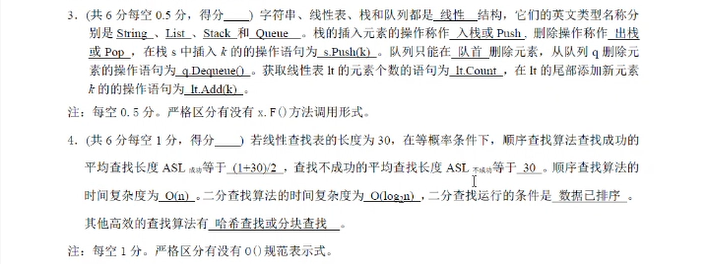 3. (共 6 分每空 0.5 分，得分____) 字符串、线性表、栈和队列都是 线性 结构，它们的英文类型名称分
别是 String 、List 、Stack 和 Queue 。栈的插入元素的操作称作 入栈或 Push，删除操作称作 出栈
或 Pop ，在栈 s 中插入 k 的的操作语句为 s.Push(k) 。队列只能在 队首 删除元素，从队列 q 删除元
素的操作语句为 q.Dequeue() 。获取线性表 lt 的元素个数的语句为 lt.Count ，在 lt 的尾部添加新元素
k 的的操作语句为 lt.Add(k) 。
注：每空 0.5 分。严格区分有没有 x.F()方法调用形式。
4. (共 6 分每空 1 分，得分____) 若线性查找表的长度为 30，在等概率条件下，顺序查找算法查找成功的
平均查找长度 ASL 成功等于 (1+30)/2 ，查找不成功的平均查找长度 ASL 不成功等于 30 。顺序查找算法的
时间复杂度为 O(n) 。二分查找算法的时间复杂度为 O(log₂n) ，二分查找运行的条件是 数据已排序 。
其他高效的查找算法有 哈希查找或分块查找 。
注：每空 1 分。严格区分有没有 O()规范表示式。